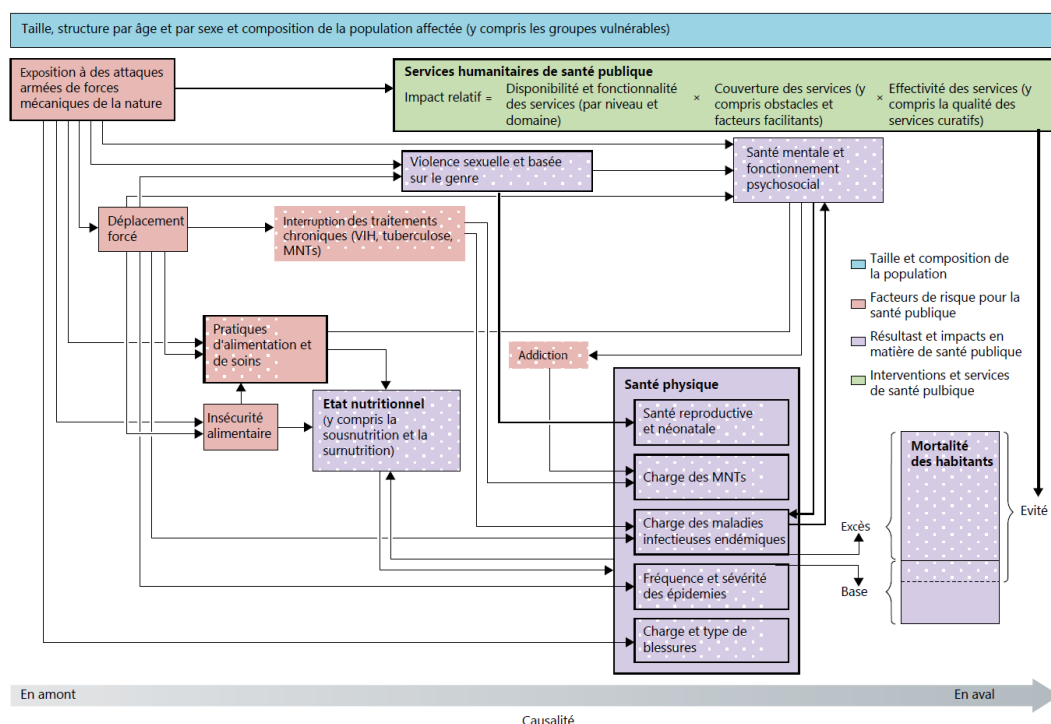 Taille, structure par âge et par sexe et composition de la population affectée (y compris les groupes vulnérables)
Exposition à des attaques
armées de forces
mécaniques de la nature
Services humanitaires de santé publique
Impact relatif =
Disponibilité et fonctionnalité
des services (par niveau et
domaine)
×
Couverture des services (y
compris obstacles et
facteurs facilitants)
×
Effectivité des services (y
compris la qualité des
services curatifs)
Violence sexuelle et basée
sur le genre
Santé mentale et
fonctionnement
psychosocial
Déplacement
forcé
Interruption des traitements
chroniques (VIH, tuberculose,
MNTs)
Taille et composition de
la population
Facteurs de risque pour la
santé publique
Résultast et impacts en
matière de santé publique
Interventions et services
de santé pulbique
Pratiques
d'alimentation et
de soins
Addiction
Insécurité
alimentaire
Etat nutritionnel
(y compris la
sousnutrition et la
surnutrition)
Santé physique
Santé reproductive
et néonatale
Charge des MNTs
Charge des maladies
infectieuses endémiques
Fréquence et sévérité
des épidemies
Charge et type de
blessures
Mortalité
des habitants
Excès
Base
Evité
En amont
En aval
Causalité